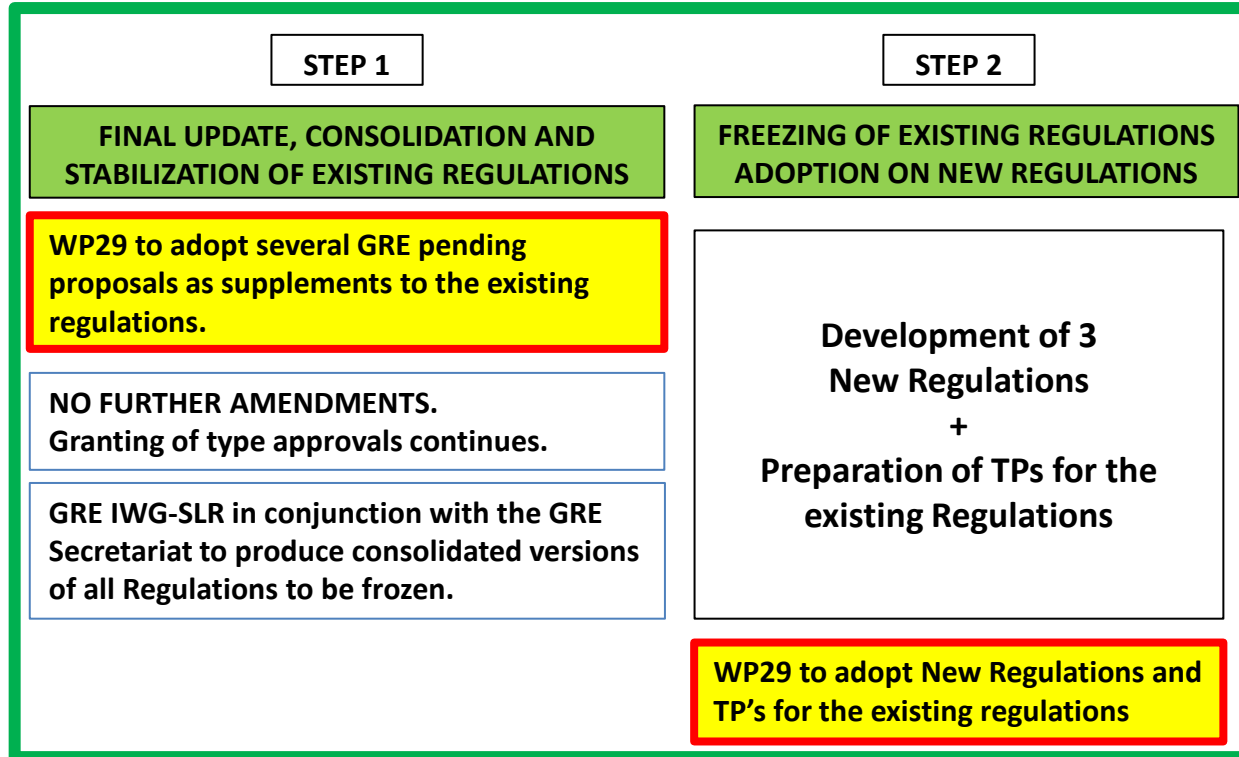 STEP 1
FINAL UPDATE, CONSOLIDATION AND
STABILIZATION OF EXISTING REGULATIONS
WP29 to adopt several GRE pending
proposals as supplements to the existing
regulations.
NO FURTHER AMENDMENTS.
Granting of type approvals continues.
GRE IWG-SLR in conjunction with the GRE
Secretariat to produce consolidated versions
of all Regulations to be frozen.
STEP 2
FREEZING OF EXISTING REGULATIONS
ADOPTION ON NEW REGULATIONS
Development of 3
New Regulations
+
Preparation of TPs for the
existing Regulations
WP29 to adopt New Regulations and
TP’s for the existing regulations